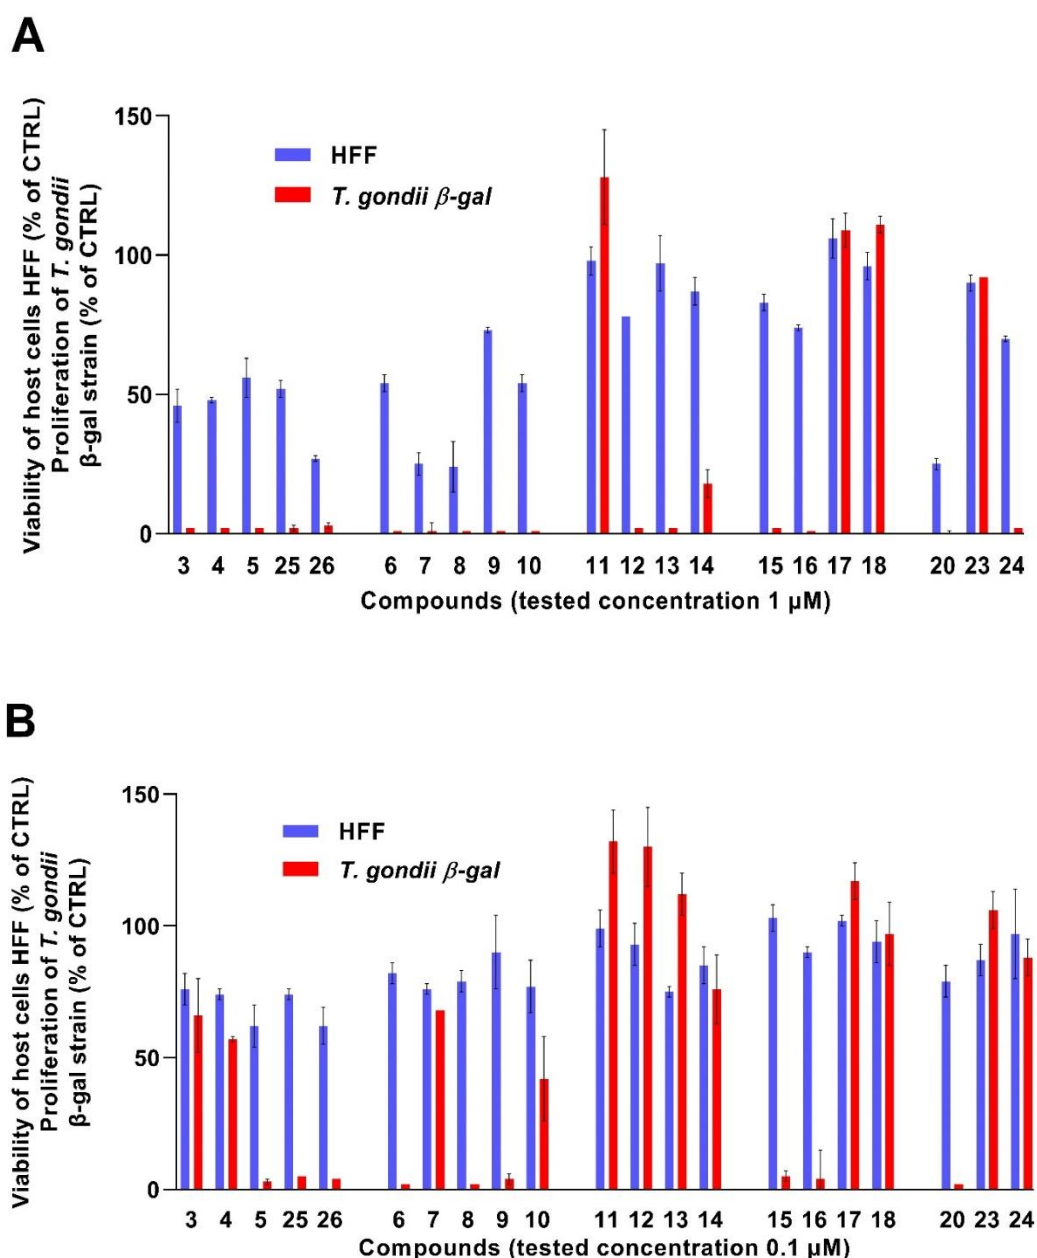 A
Viability of host cells HFF (% of CTRL)
Proliferation of T. gondii
β-gal strain (% of CTRL)
150
100
50
0
HFF
T. gondii β-gal
3 4 5 25 26 6 7 8 9 10 11 12 13 14 15 16 17 18 20 23 24
Compounds (tested concentration 1 µM)
B
Viability of host cells HFF (% of CTRL)
Proliferation of T. gondii
β-gal strain (% of CTRL)
150
100
50
0
HFF
T. gondii β-gal
3 4 5 25 26 6 7 8 9 10 11 12 13 14 15 16 17 18 20 23 24
Compounds (tested concentration 0.1 µM)